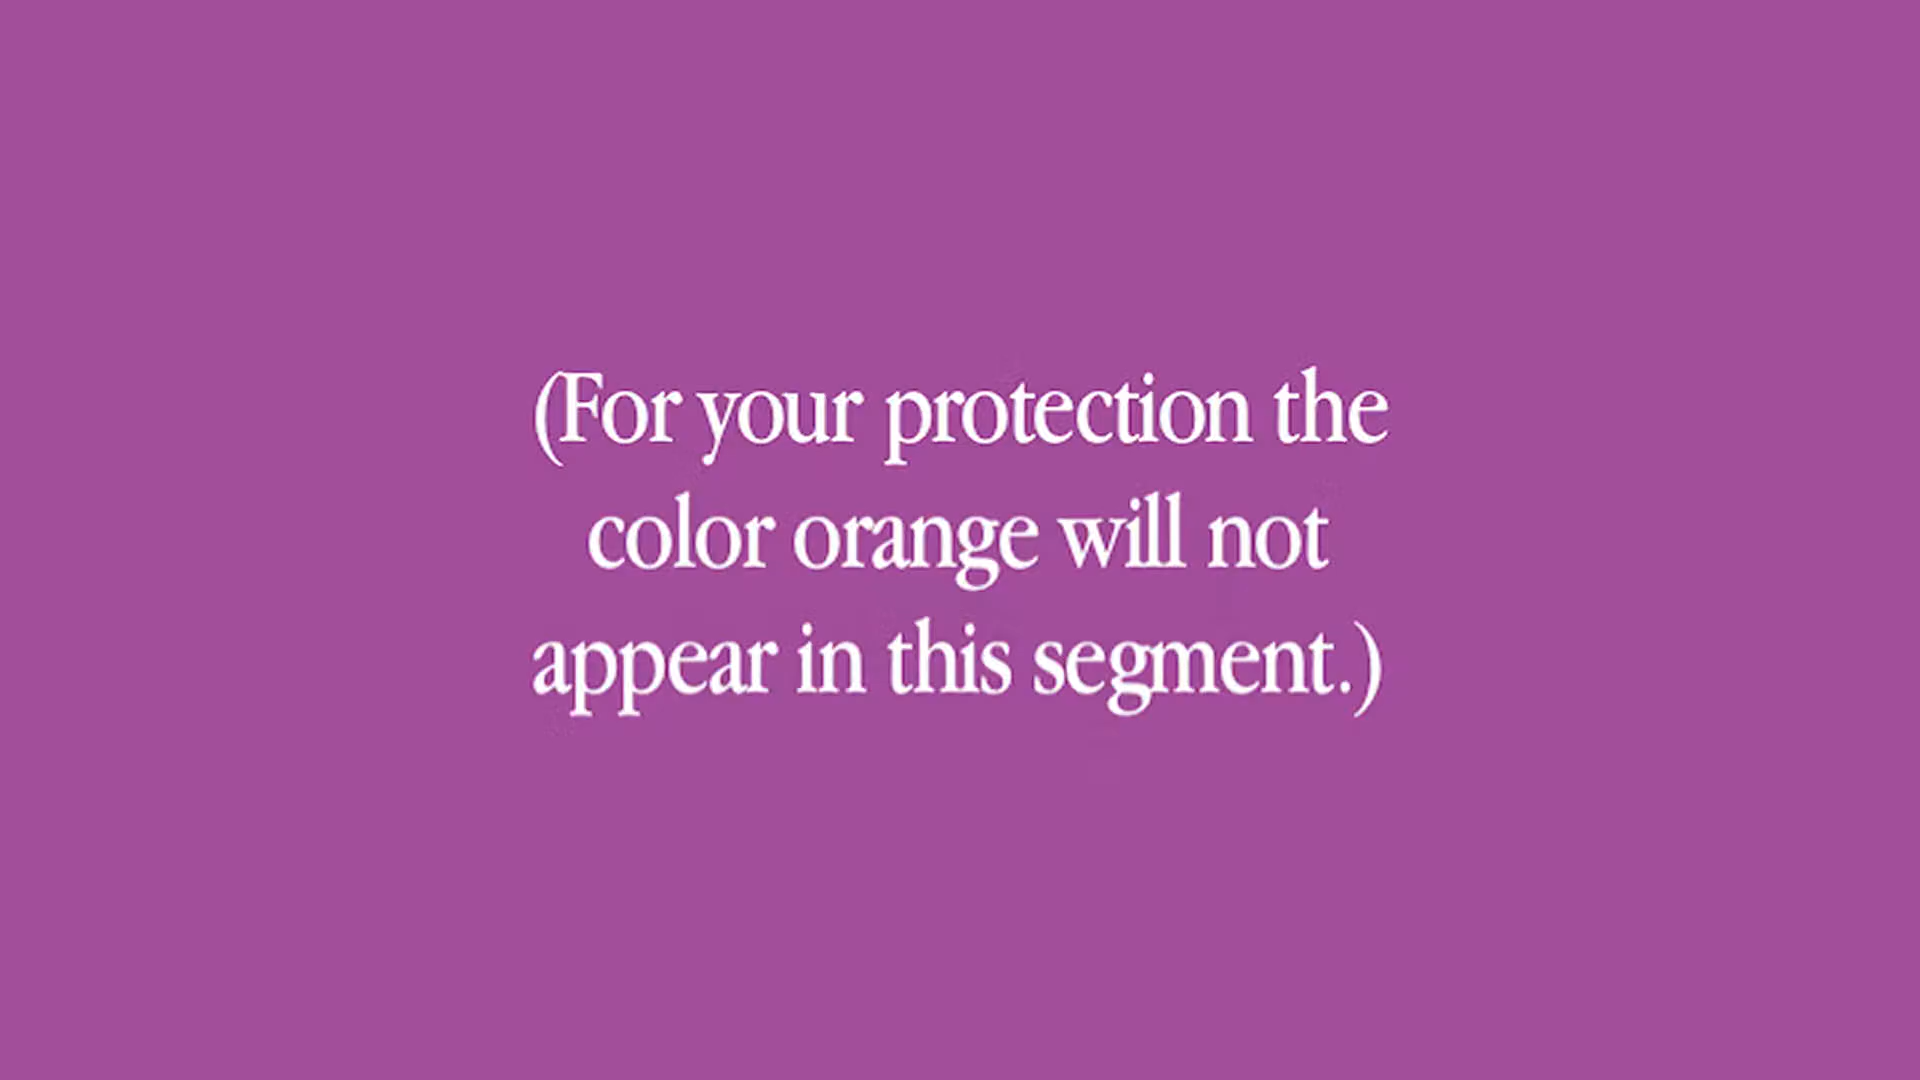 (For your protection the
color orange will not
appear in this segment.)